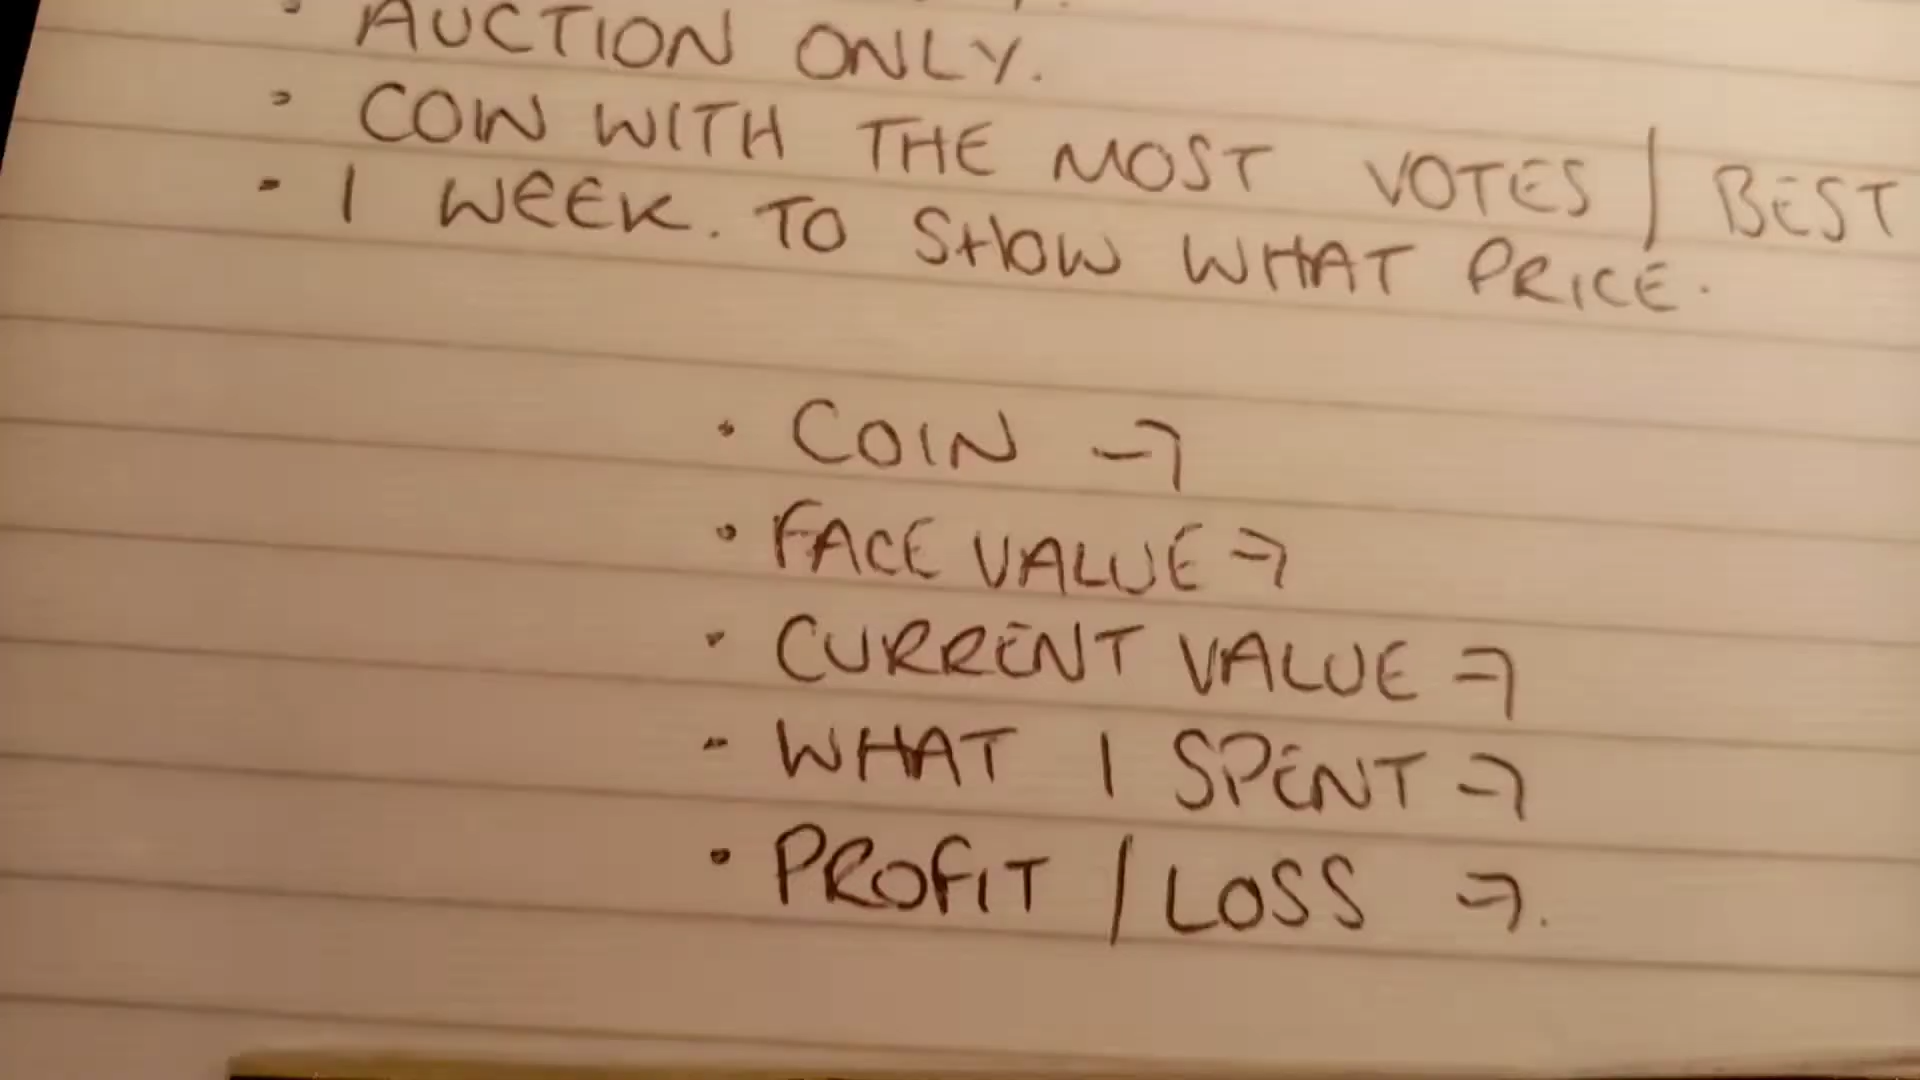 · AUCTION ONLY.
· COIN WITH THE MOST VOTES / BEST
- 1 WEEK. TO SHOW WHAT PRICE.
· COIN →
· FACE VALUE →
· CURRENT VALUE →
- WHAT I SPENT →
· PROFIT / LOSS →.